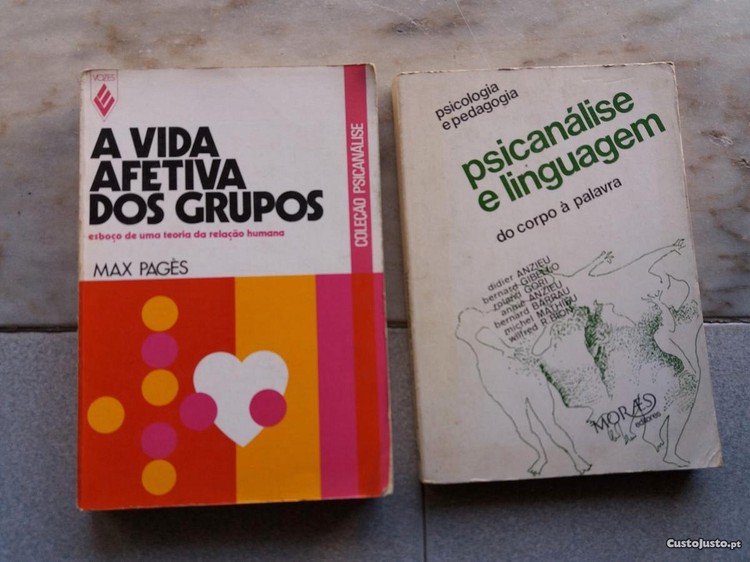 VOZES
A VIDA
AFETIVA
DOS GRUPOS
esboço de uma teoria da relação humana
MAX PAGÈS
COLEÇÃO PSICANÁLISE
psicologia
e pedagogia
psicanálise
e linguagem
do corpo à palavra
didier ANZIEU
bernard GIBELLO
roland GORI
annie ANZIEU
bernard BARRAU
michel MATHIEU
wilfred R. BION
MORAES
editores
CustoJusto.pt